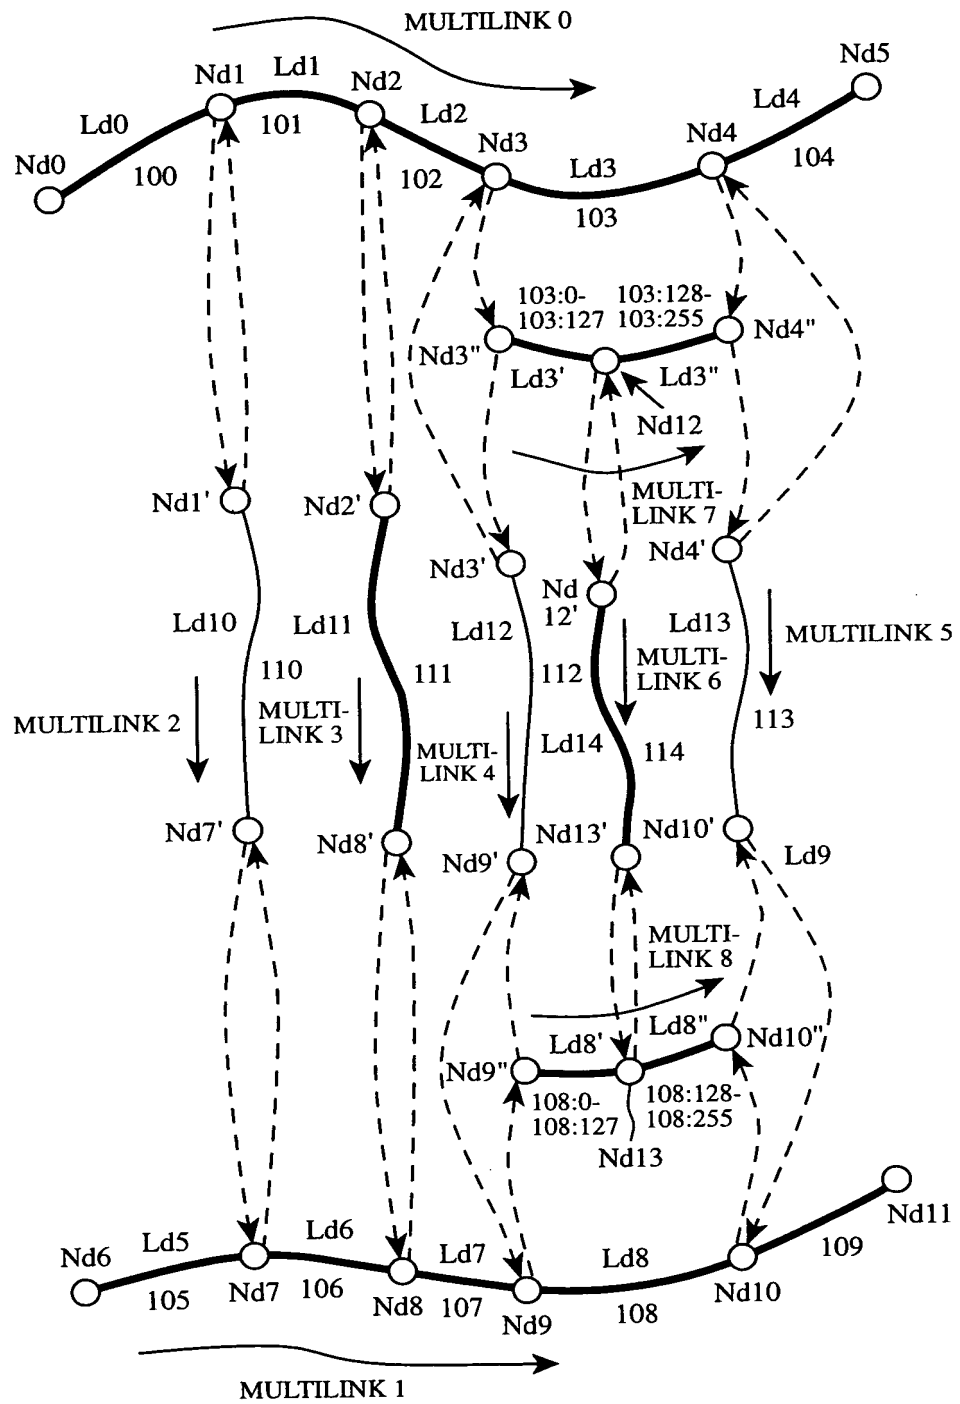 MULTILINK 0
Nd5
Nd1
Ld1
Nd2
Ld0
Ld2
Ld4
101
Nd3
Nd4
Nd0
100
102
Ld3
104
103
103:0-
103:127
103:128-
103:255
Nd3"
Nd4"
Ld3'
Ld3"
Nd12
Nd1'
Nd2'
MULTI-
LINK 7
Nd3'
Nd4'
Nd
12'
Ld10
Ld11
Ld12
Ld13
MULTILINK 5
110
111
112
MULTI-
LINK 6
113
MULTILINK 2
MULTI-
LINK 3
MULTI-
LINK 4
Ld14
114
Nd7'
Nd8'
Nd9'
Nd13'
Nd10'
Ld9
MULTI-
LINK 8
Ld8'
Ld8"
Nd10"
Nd9"
108:0-
108:127
108:128-
108:255
Nd13
Nd11
Nd6
Ld5
Ld6
Ld7
Ld8
109
105
Nd7
106
Nd8
107
Nd9
108
Nd10
MULTILINK 1